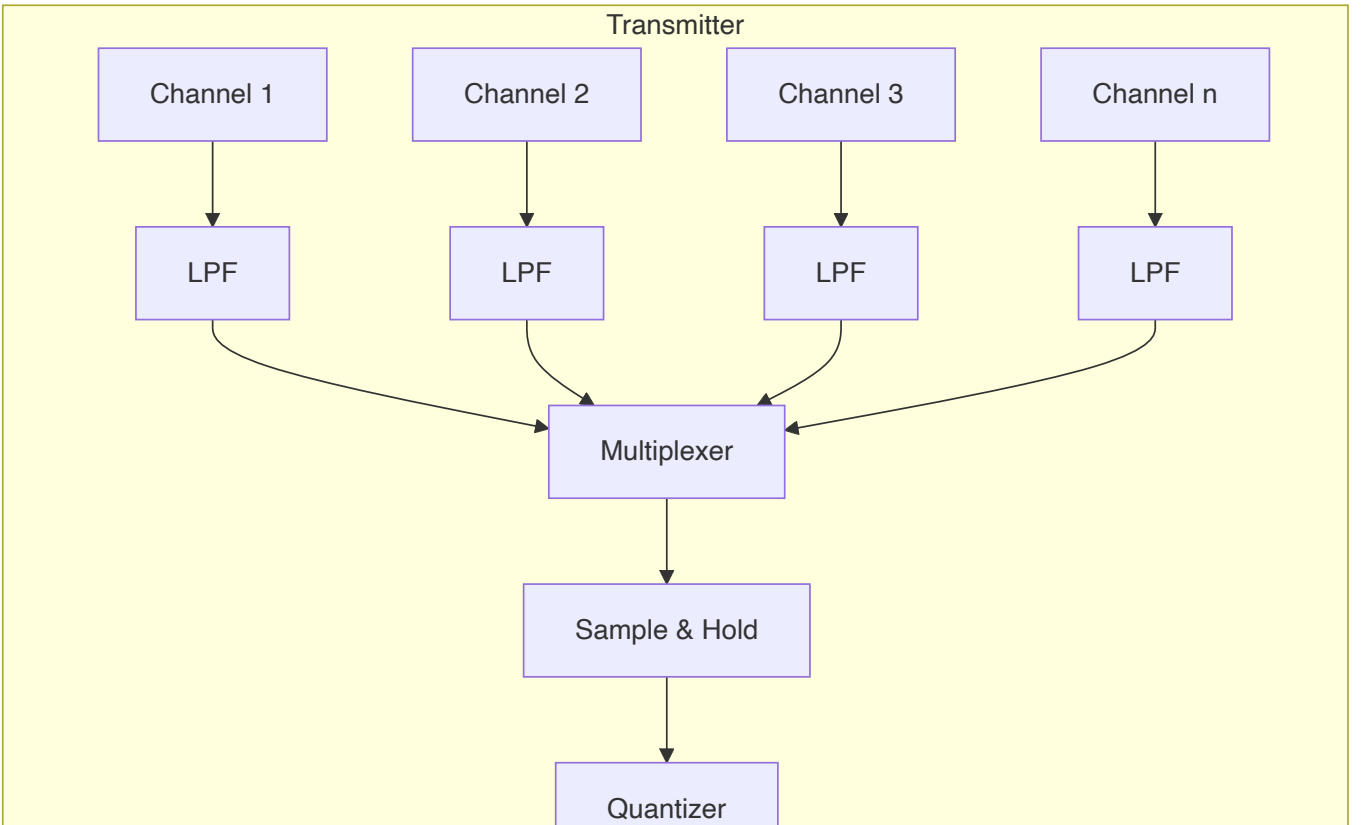 Transmitter
Channel 1
Channel 2
Channel 3
Channel n
LPF
LPF
LPF
LPF
Multiplexer
Sample & Hold
Quantizer